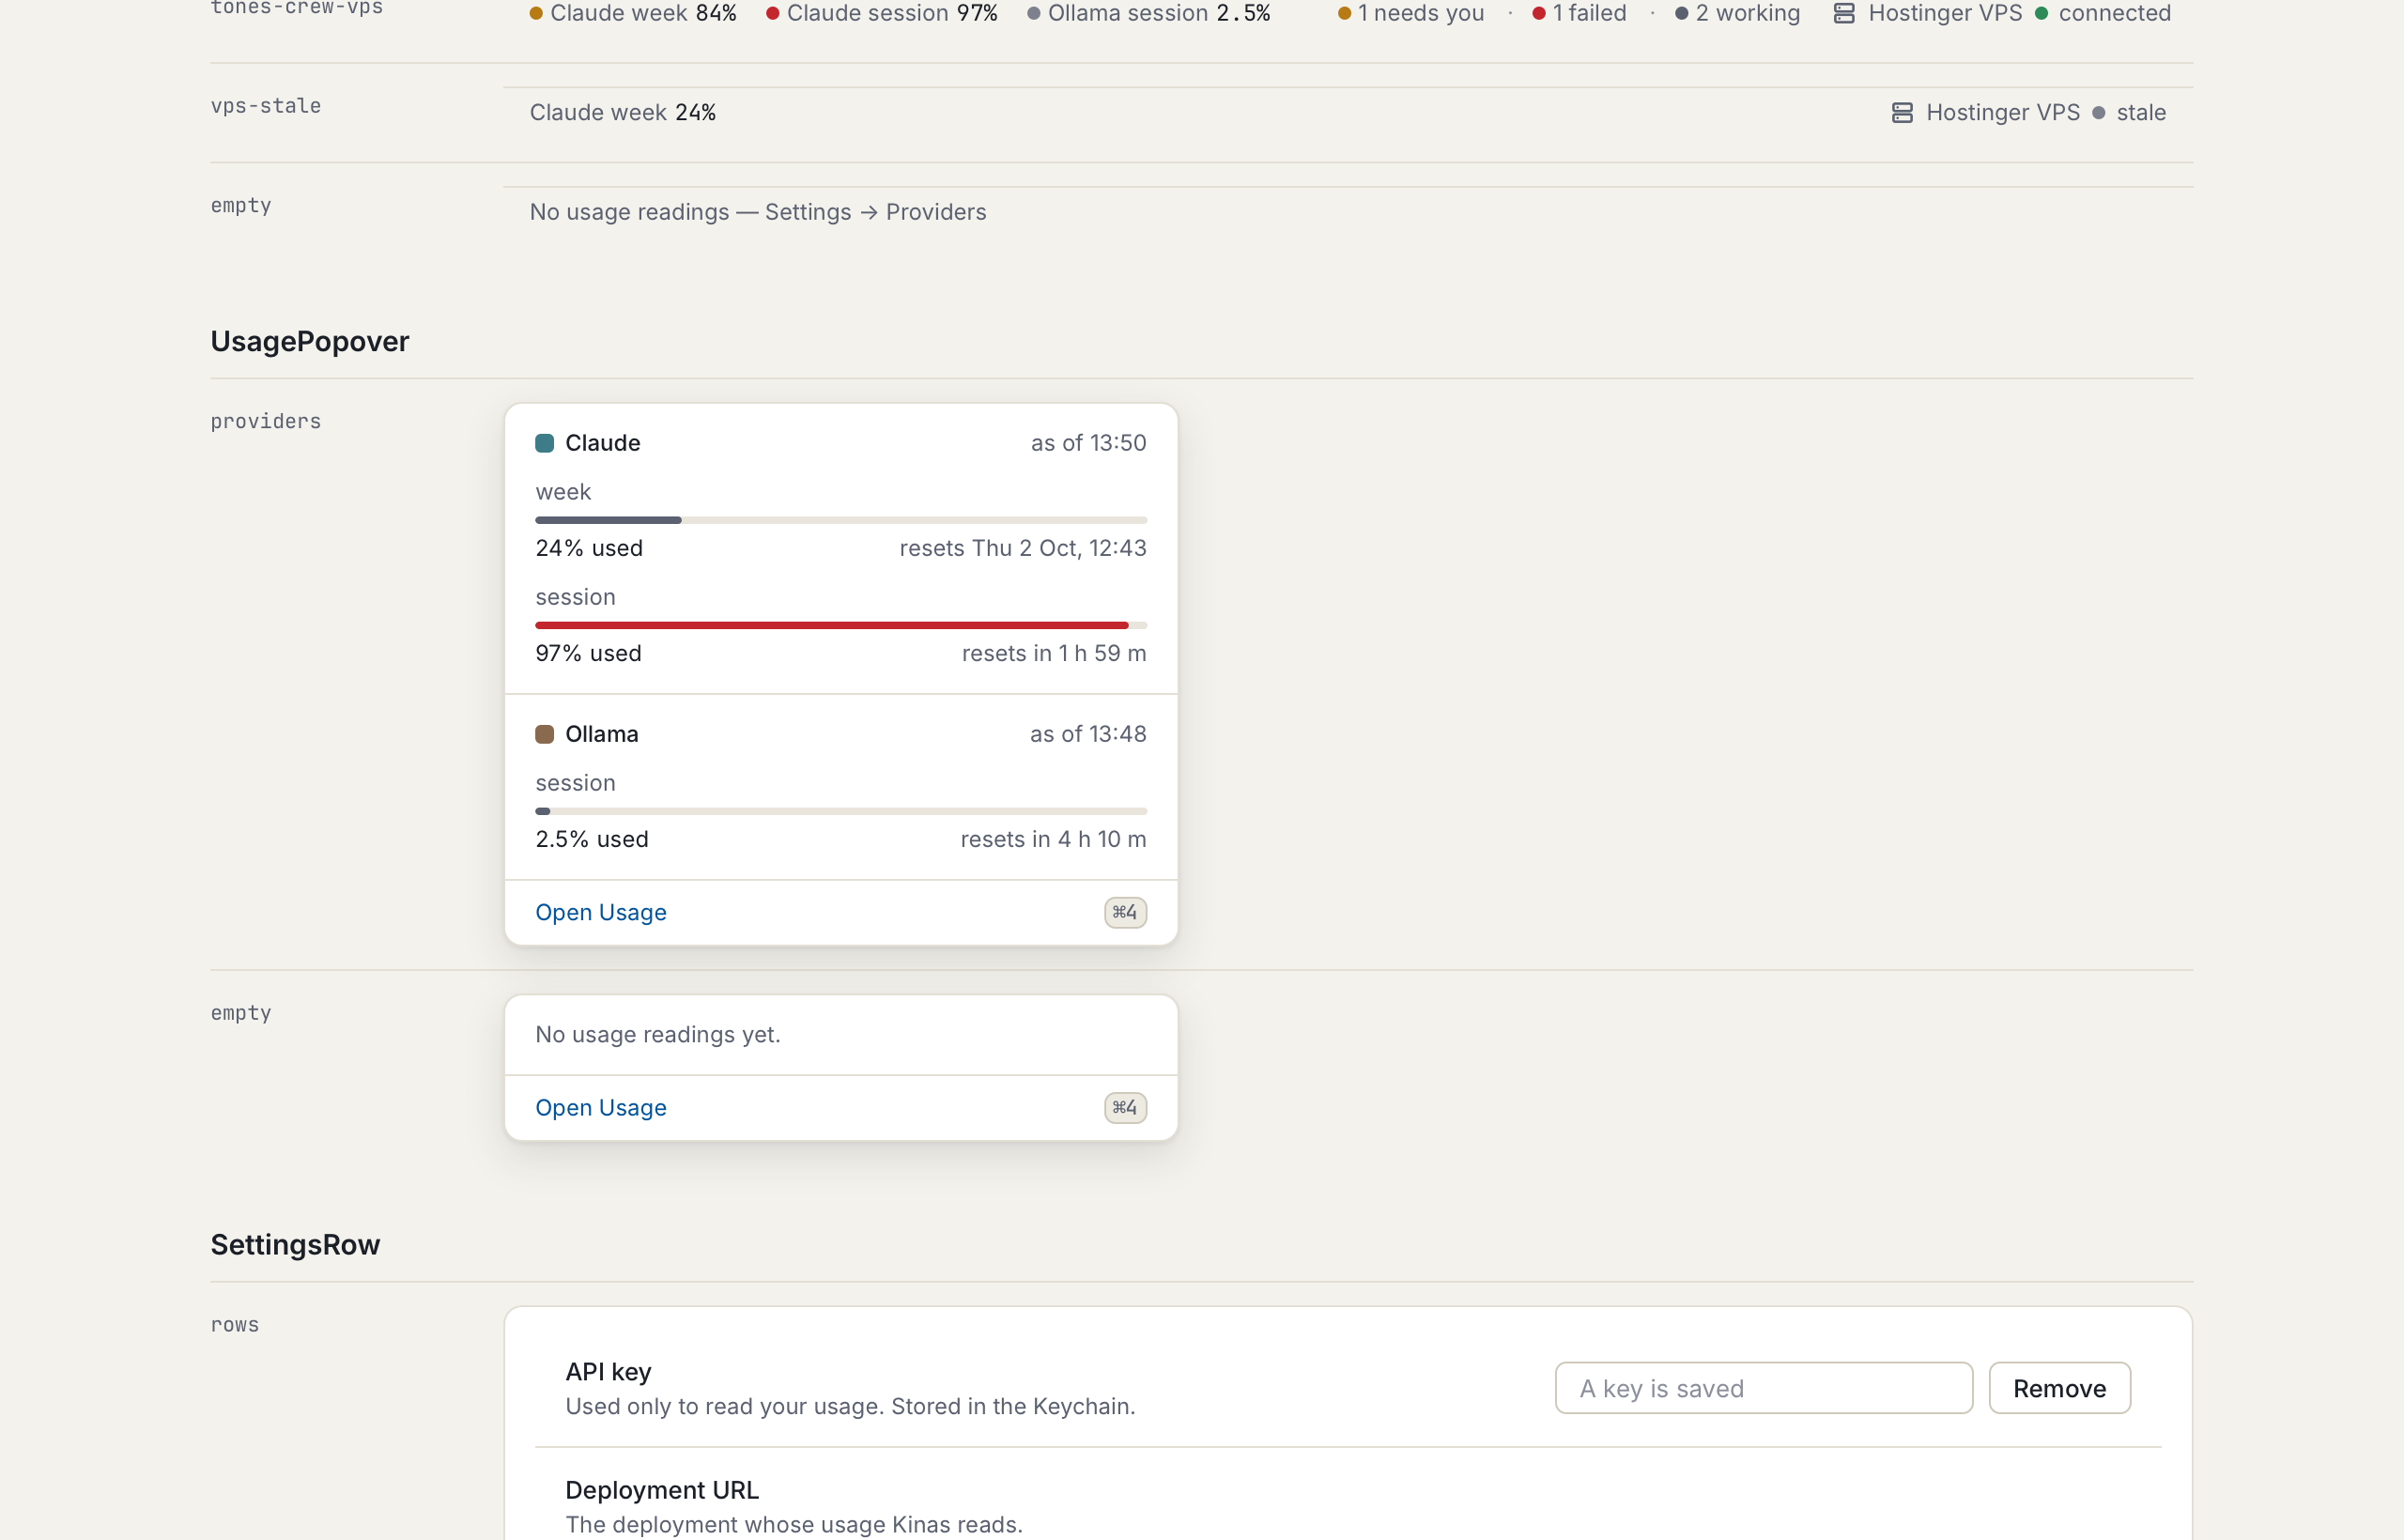 tones-crew-vps
Claude week 84% Claude session 97% Ollama session 2.5% 1 needs you · 1 failed · 2 working Hostinger VPS connected
vps-stale
Claude week 24% Hostinger VPS stale
empty
No usage readings — Settings → Providers
UsagePopover
providers
Claude as of 13:50
week
24% used resets Thu 2 Oct, 12:43
session
97% used resets in 1 h 59 m
Ollama as of 13:48
session
2.5% used resets in 4 h 10 m
Open Usage ⌘4
empty
No usage readings yet.
Open Usage ⌘4
SettingsRow
rows
API key
Used only to read your usage. Stored in the Keychain.
A key is saved Remove
Deployment URL
The deployment whose usage Kinas reads.